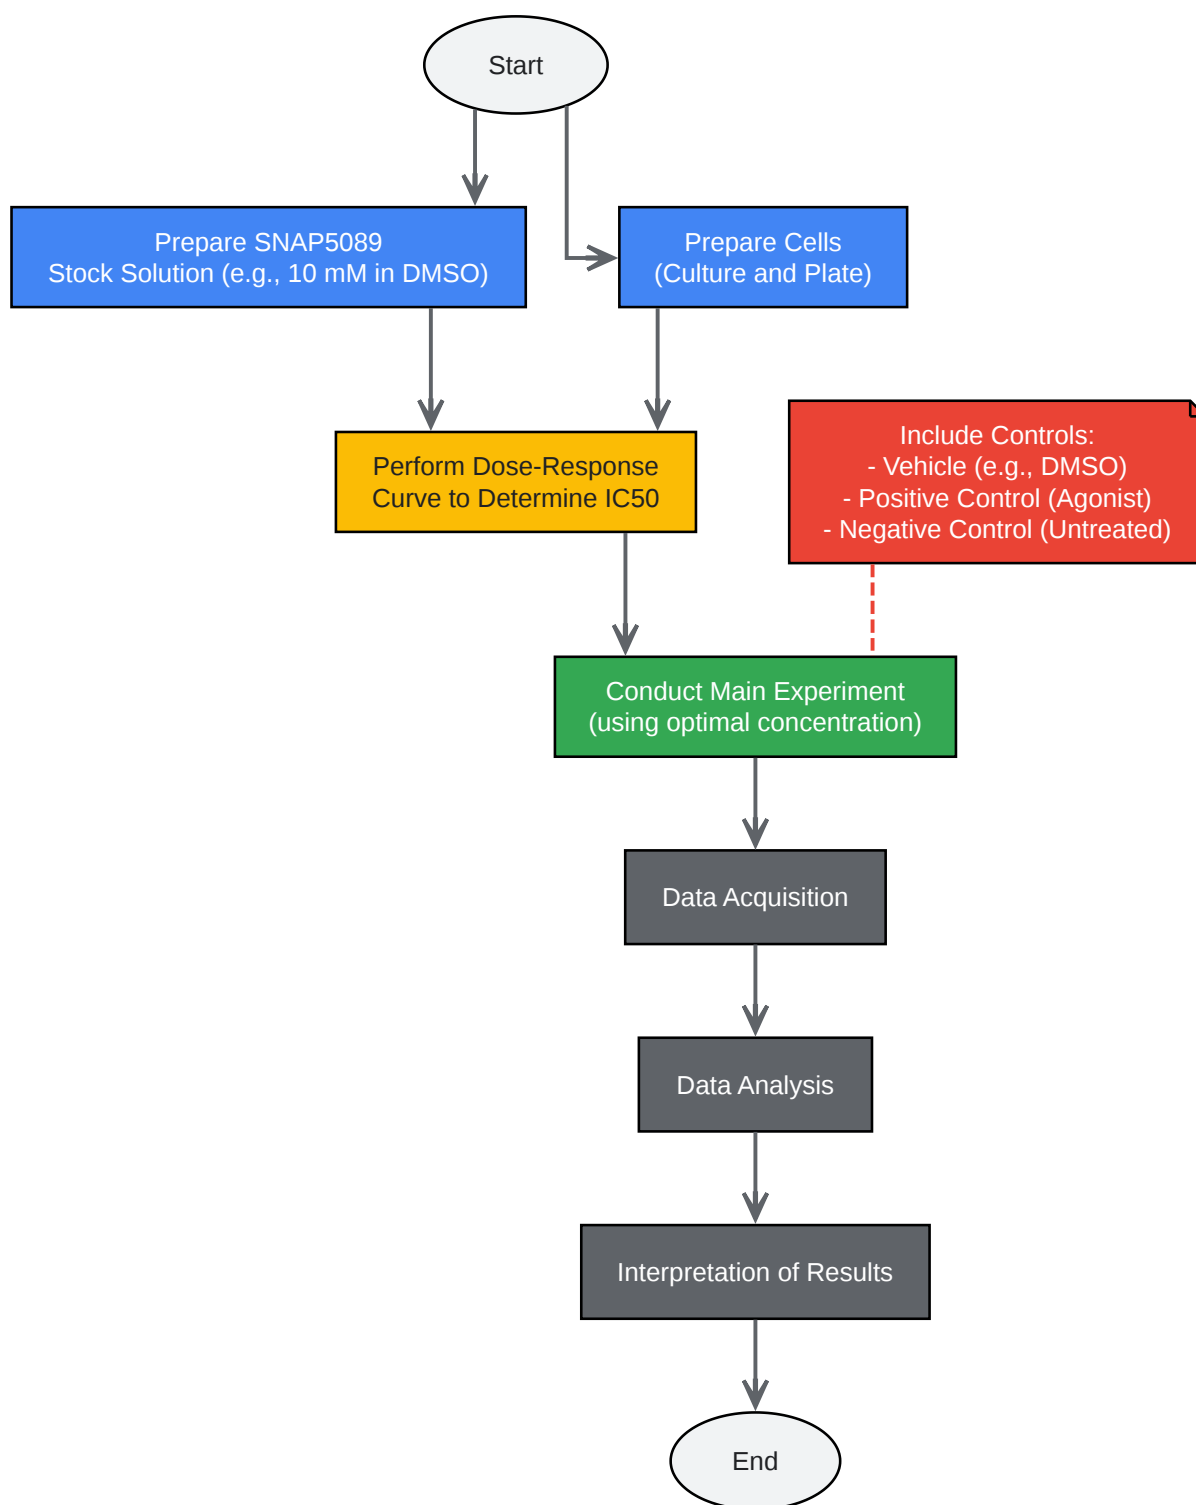 Start
Prepare SNAP5089
Stock Solution (e.g., 10 mM in DMSO)
Prepare Cells
(Culture and Plate)
Perform Dose-Response
Curve to Determine IC50
Include Controls:
- Vehicle (e.g., DMSO)
- Positive Control (Agonist)
- Negative Control (Untreated)
Conduct Main Experiment
(using optimal concentration)
Data Acquisition
Data Analysis
Interpretation of Results
End